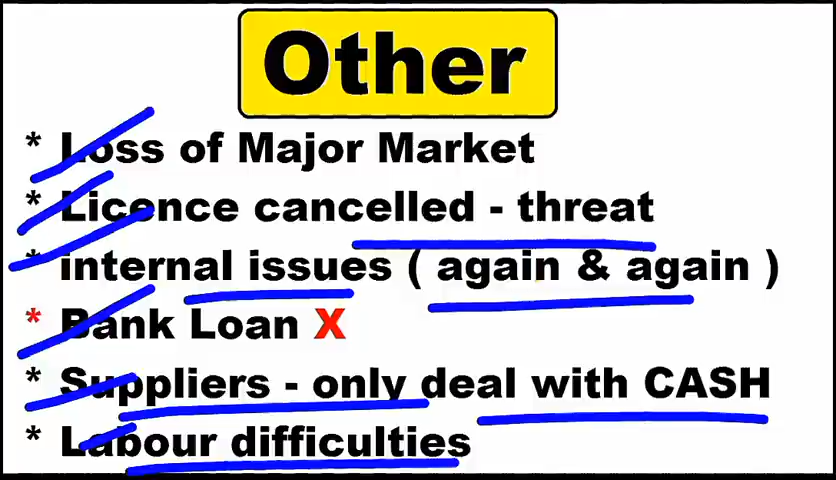 Other
* Loss of Major Market
* Licence cancelled - threat
* internal issues ( again & again )
* Bank Loan X
* Suppliers - only deal with CASH
* Labour difficulties